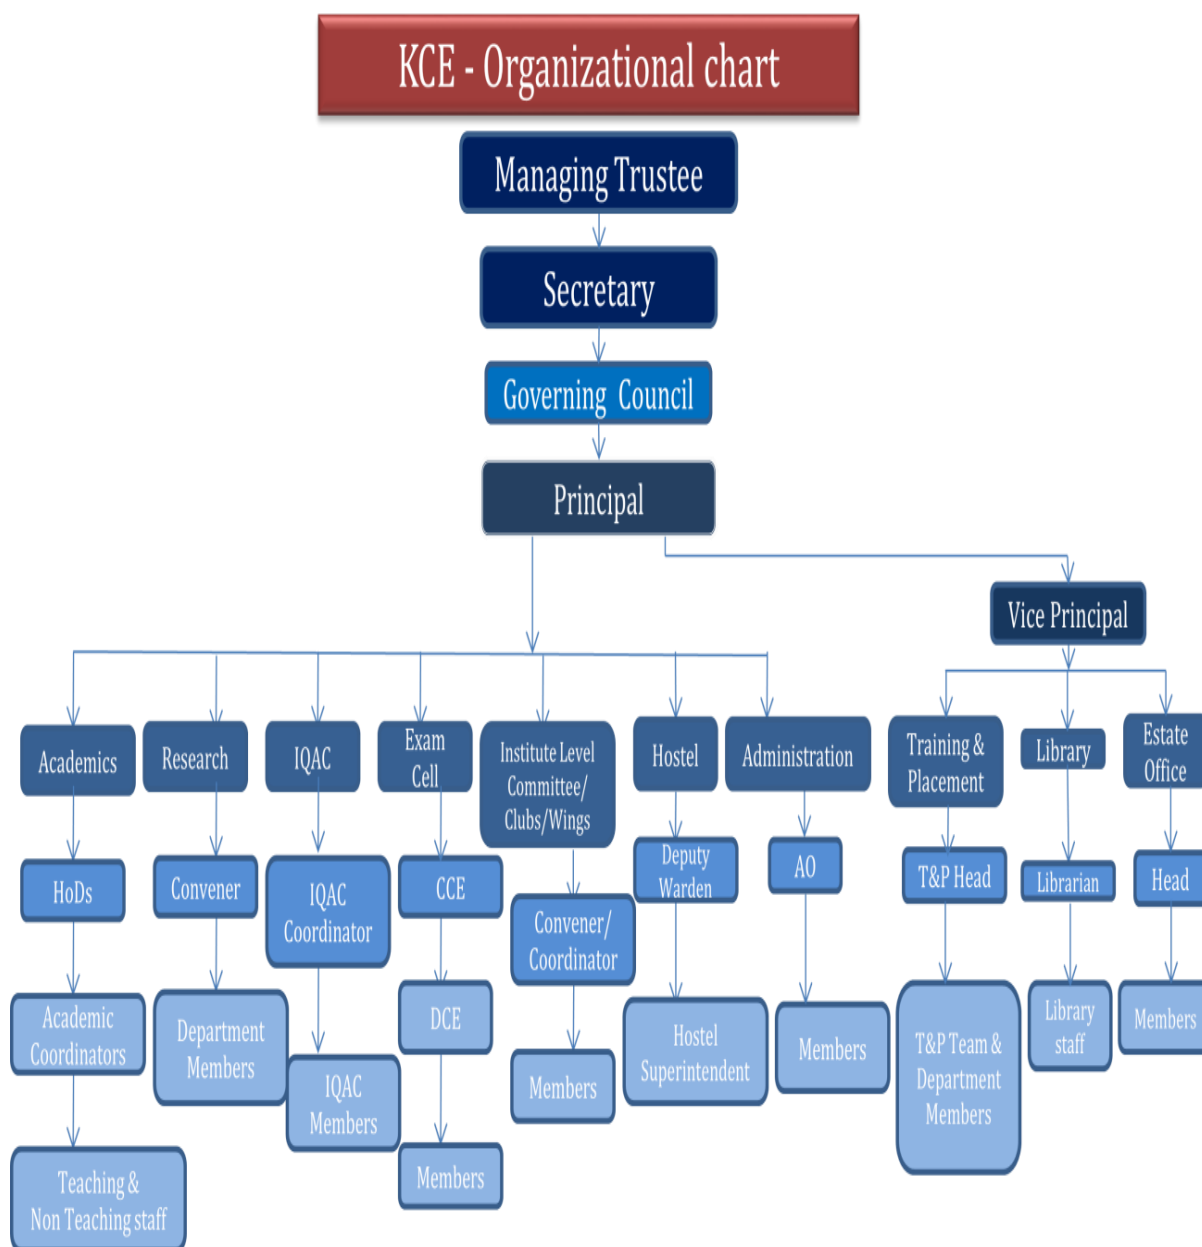 KCE - Organizational chart
Managing Trustee
Secretary
Governing Council
Principal
Vice Principal
Academics
Research
IQAC
Exam
Cell
Institute Level
Committee/
Clubs/Wings
Hostel
Administration
Training &
Placement
Library
Estate
Office
HoDs
Convener
IQAC
Coordinator
CCE
Convener/
Coordinator
Deputy
Warden
AO
T&P Head
Librarian
Head
Academic
Coordinators
Department
Members
IQAC
Members
DCE
Members
Hostel
Superintendent
Members
T&P Team &
Department
Members
Library
staff
Members
Teaching &
Non Teaching staff
Members